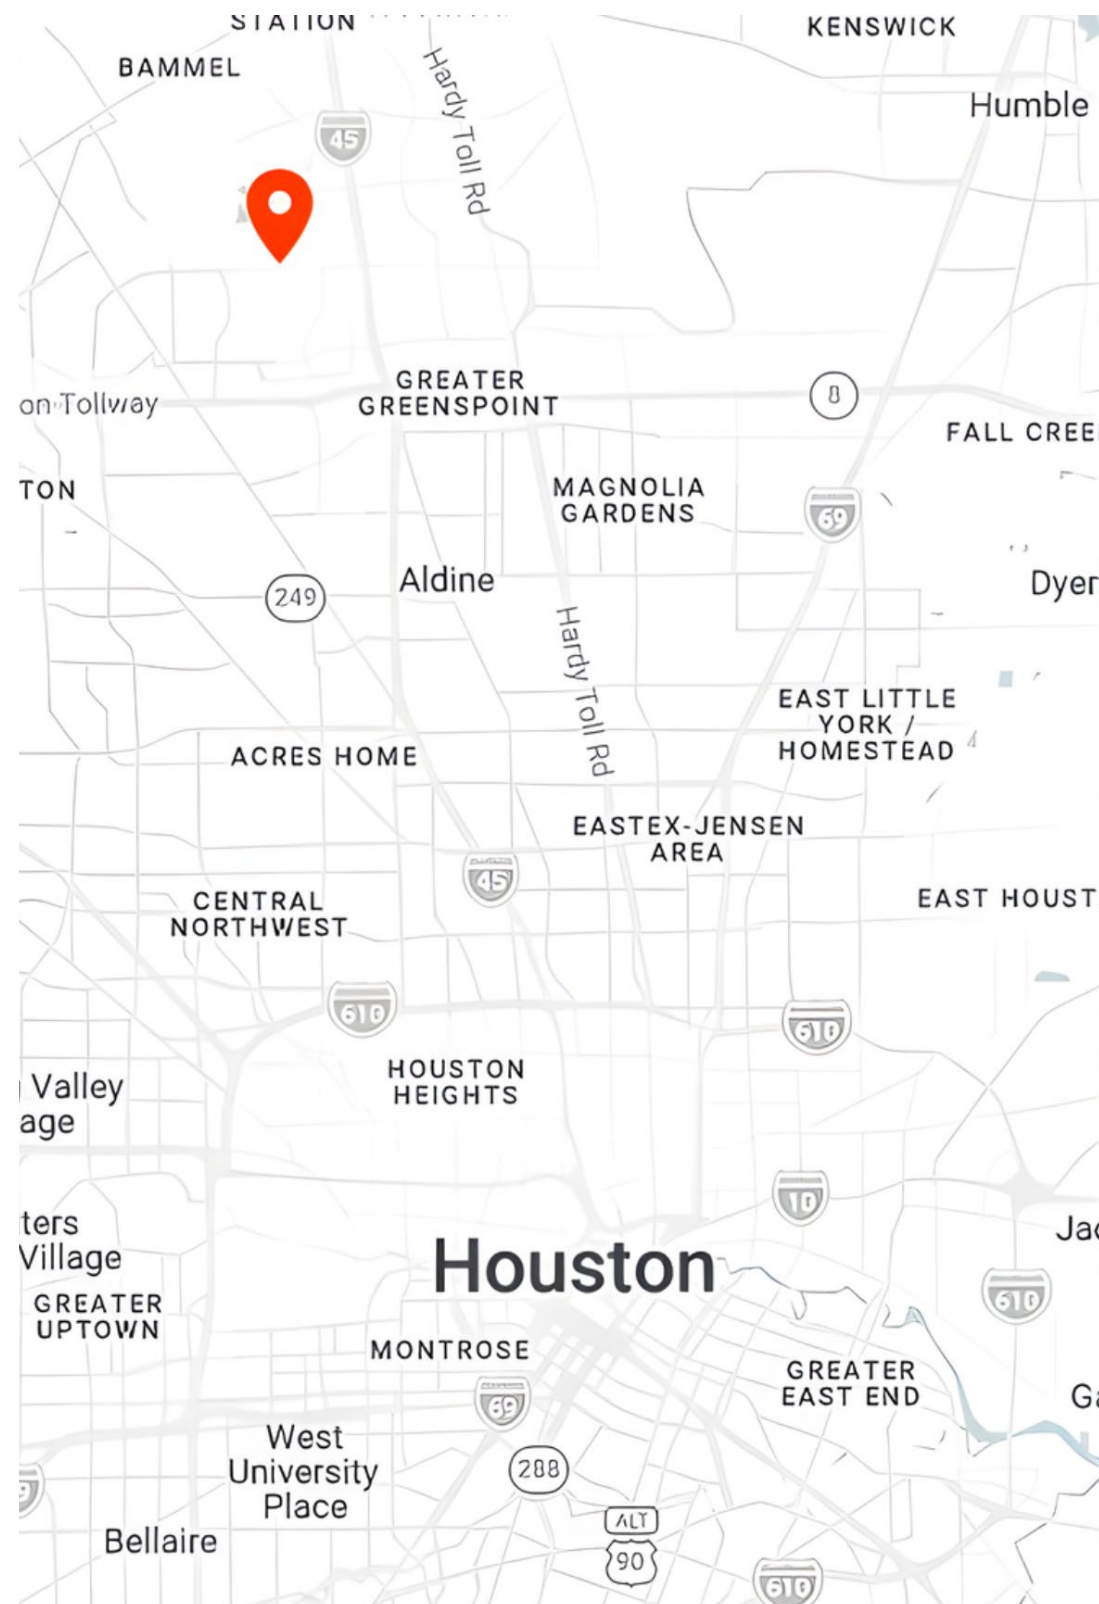 STATION
KENSWICK
BAMMEL
Humble
Hardy Toll Rd
45
GREATER
GREENSPOINT
8
on Tollway
FALL CREE
TON
MAGNOLIA
GARDENS
69
Aldine
Dyer
249
Hardy Toll Rd
EAST LITTLE
YORK /
HOMESTEAD
ACRES HOME
EASTEX-JENSEN
AREA
45
CENTRAL
NORTHWEST
EAST HOUST
610
610
HOUSTON
HEIGHTS
Valley
age
10
ters
Village
Jac
Houston
610
GREATER
UPTOWN
MONTROSE
GREATER
EAST END
69
Ga
West
University
Place
288
9
ALT
90
Bellaire
610